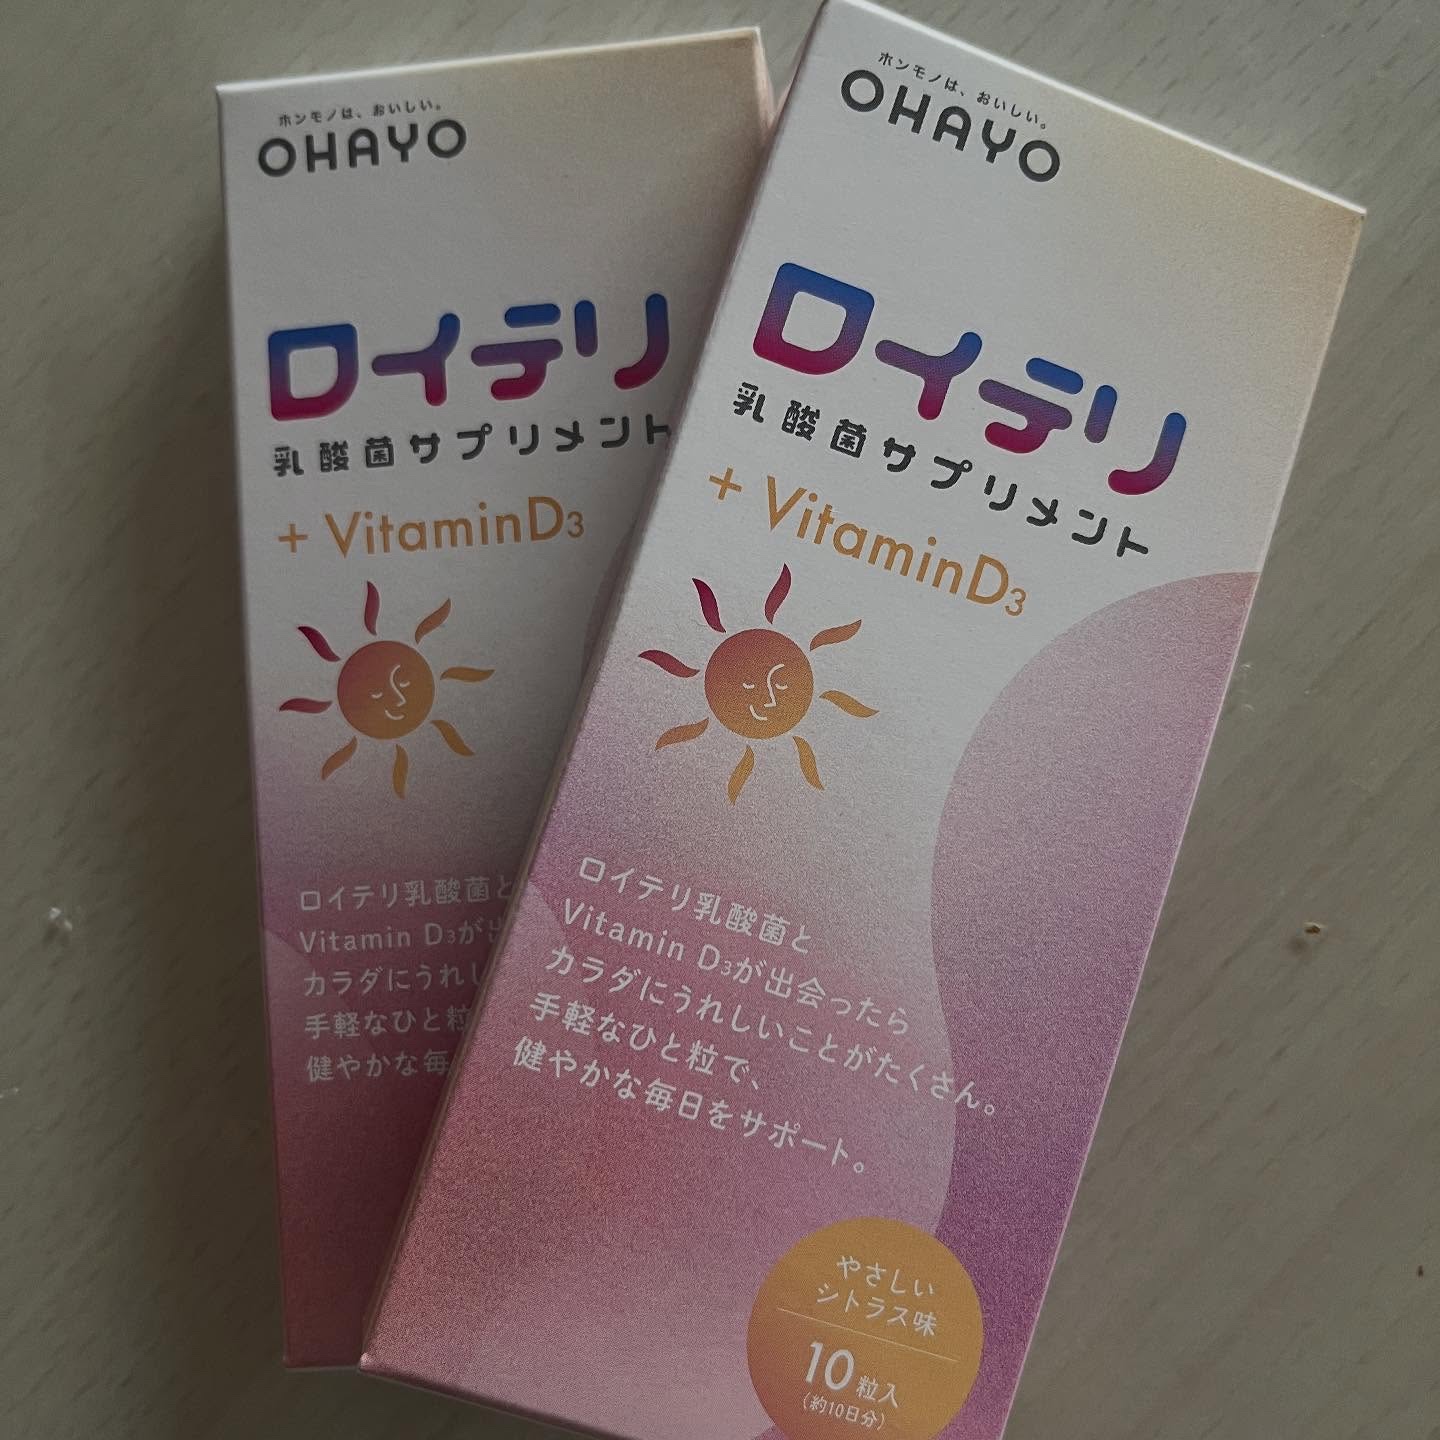 ホンモノは、おいしい。
OHAYO
ロイテリ
乳酸菌サプリメント
+ VitaminD3
ロイテリ乳酸菌と
Vitamin D3が出
カラダにうれし
手軽なひと粒
健やかな毎
ホンモノは、おいしい。
OHAYO
ロイテリ
乳酸菌サプリメント
+ VitaminD3
ロイテリ乳酸菌と
Vitamin D3が出会ったら
カラダにうれしいことがたくさん。
手軽なひと粒で、
健やかな毎日をサポート。
やさしい
シトラス味
10粒入
(約10日分)